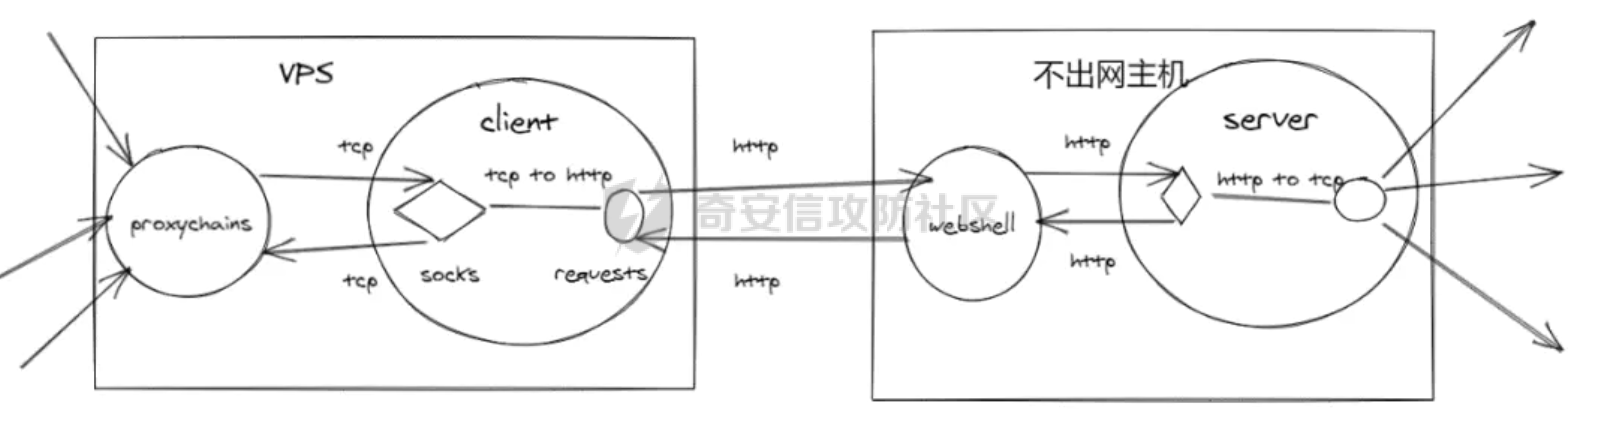 VPS
client
tcp
tcp to http
proxychains
tcp
socks
requests
http
http
奇安信攻防社区
不出网主机
server
http
http to tcp
webshell
http